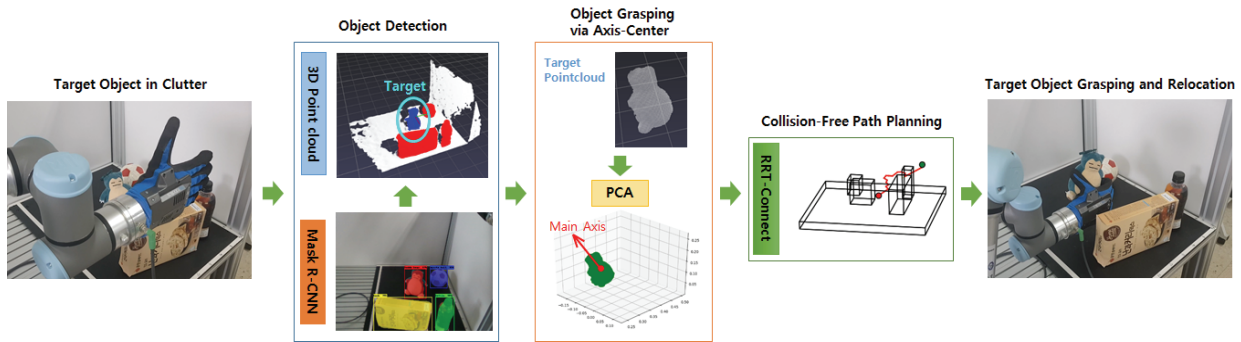 Target Object in Clutter
Object Detection
3D Point cloud
Target
Mask R-CNN
Object Grasping
via Axis-Center
Target
Pointcloud
PCA
Main Axis
Collision-Free Path Planning
RRT-Connect
Target Object Grasping and Relocation